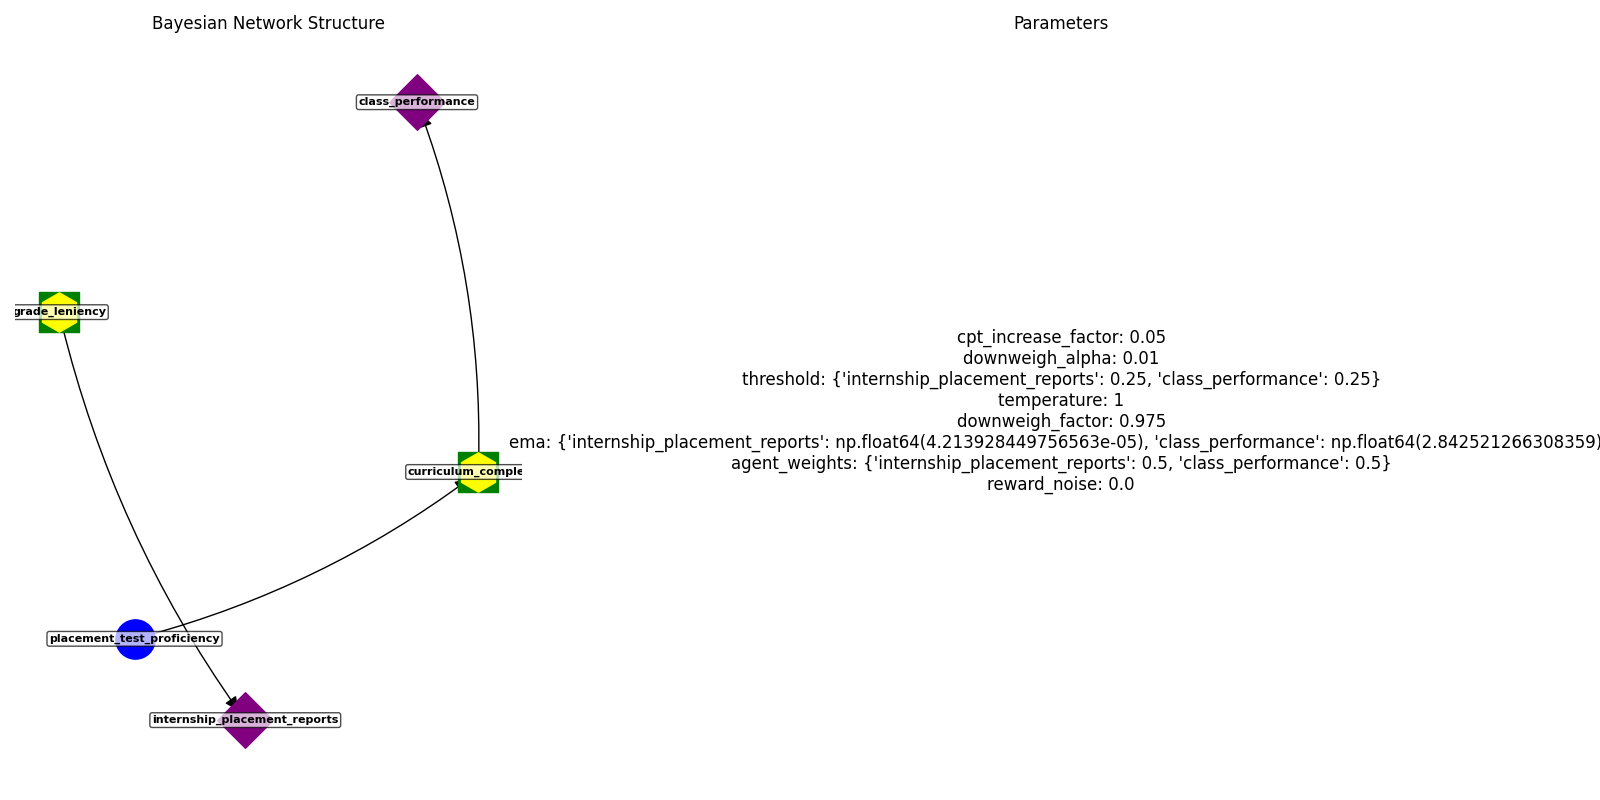 Bayesian Network Structure
Parameters
class_performance
grade_leniency
cpt_increase_factor: 0.05
downweigh_alpha: 0.01
threshold: {'internship_placement_reports': 0.25, 'class_performance': 0.25}
temperature: 1
downweigh_factor: 0.975
ema: {'internship_placement_reports': np.float64(4.213928449756563e-05), 'class_performance': np.float64(2.842521266308359)
agent_weights: {'internship_placement_reports': 0.5, 'class_performance': 0.5}
reward_noise: 0.0
curriculum_comple
placement_test_proficiency
internship_placement_reports